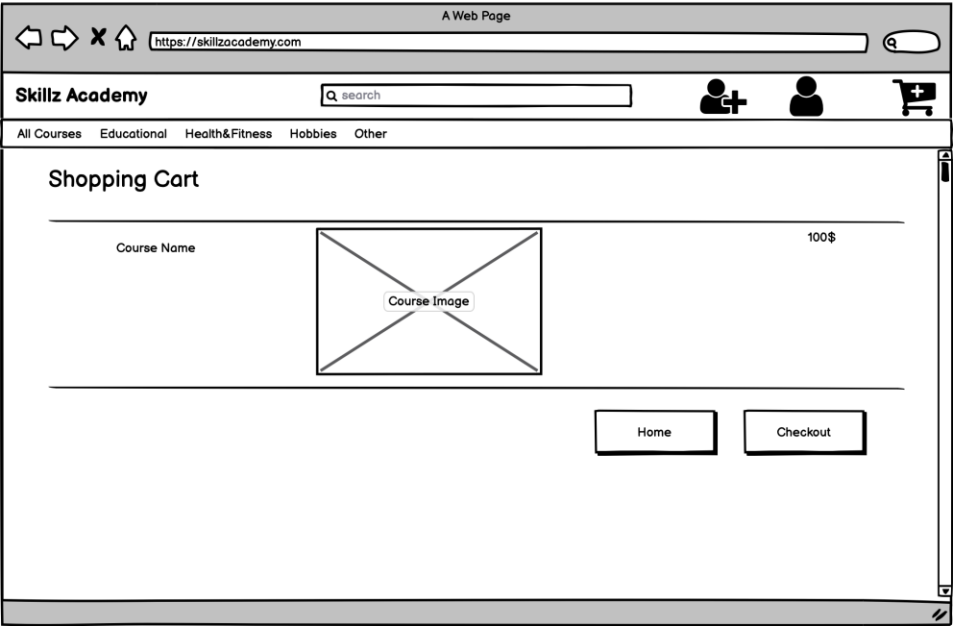 A Web Page
https://skillzacademy.com
Skillz Academy
search
All Courses Educational Health&Fitness Hobbies Other
Shopping Cart
Course Name
100$
Course Image
Home
Checkout